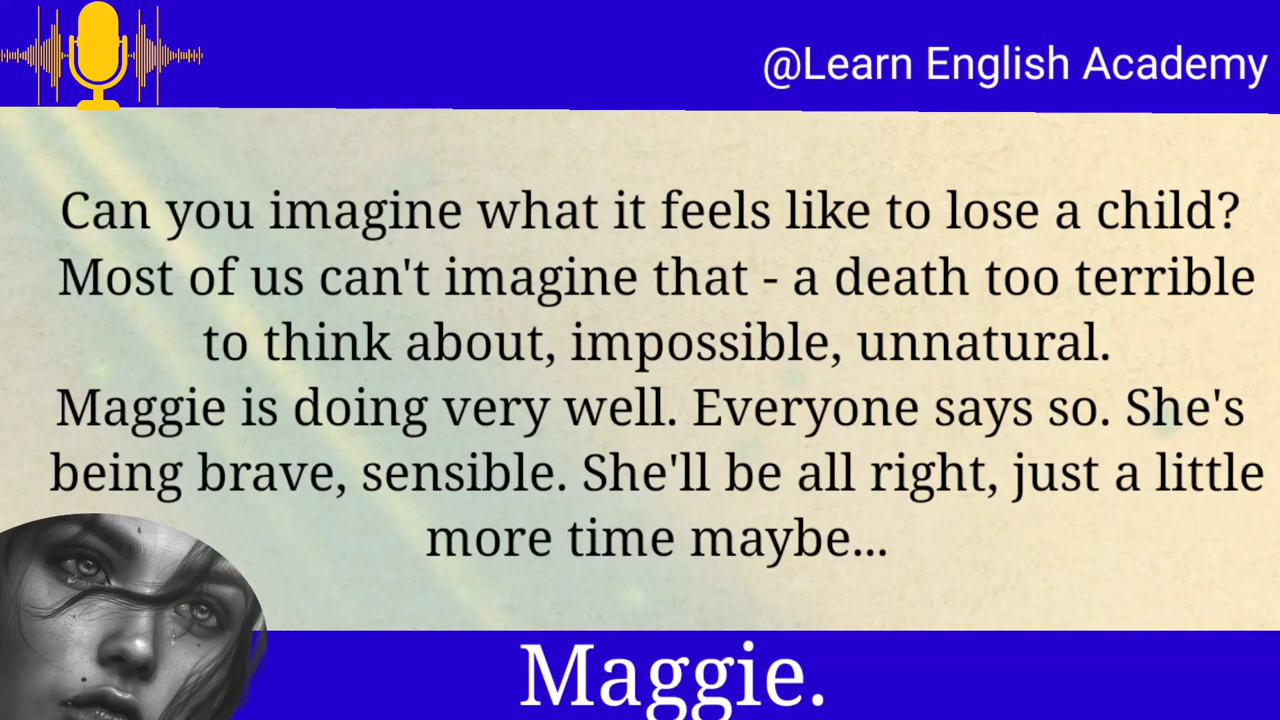 @Learn English Academy
Can you imagine what it feels like to lose a child?
Most of us can't imagine that - a death too terrible
to think about, impossible, unnatural.
Maggie is doing very well. Everyone says so. She's
being brave, sensible. She'll be all right, just a little
more time maybe...
Maggie.